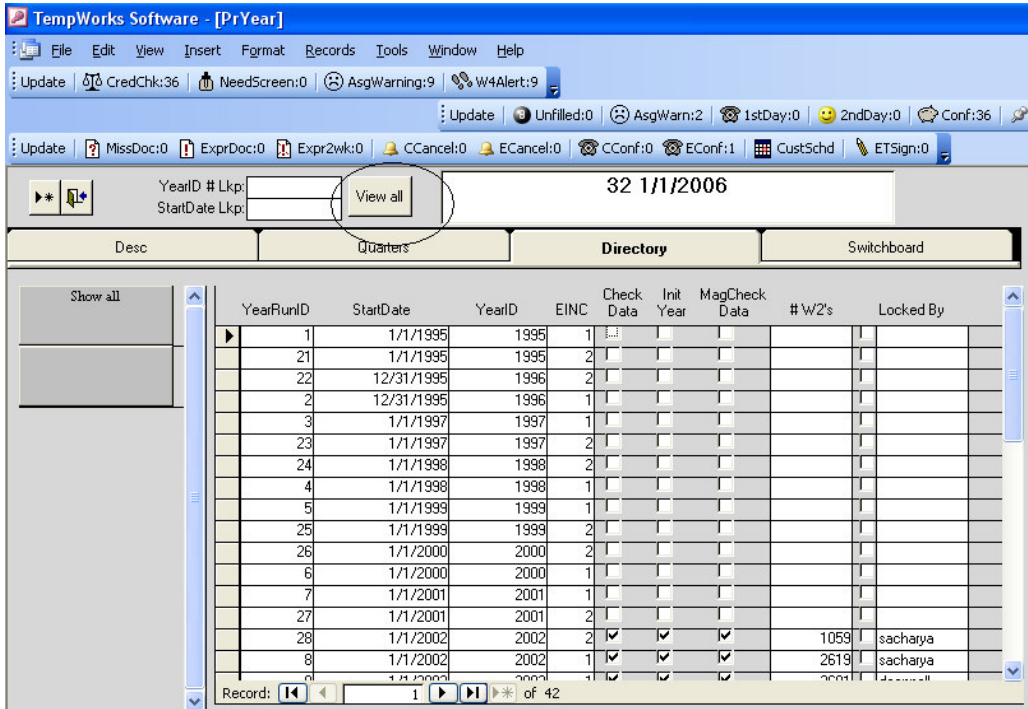 TempWorks Software - [PrYear]
File Edit View Insert Format Records Tools Window Help
Update CredChk:36 NeedScreen:0 AsgWarning:9 W4Alert:9
Update Unfilled:0 AsgWarn:2 1stDay:0 2ndDay:0 Conf:36
Update MissDoc:0 ExprDoc:0 Expr2wk:0 CCancel:0 ECancel:0 CConf:0 EConf:1 CustSchd ETSign:0
YearID # Lkp:
StartDate Lkp:
View all
32 1/1/2006
Desc Quarters Directory Switchboard
Show all
YearRunID StartDate YearID EINC Check Data Init Year MagCheck Data # W2's Locked By
1 1/1/1995 1995 1
21 1/1/1995 1995 2
22 12/31/1995 1996 2
2 12/31/1995 1996 1
3 1/1/1997 1997 1
23 1/1/1997 1997 2
24 1/1/1998 1998 2
4 1/1/1998 1998 1
5 1/1/1999 1999 1
25 1/1/1999 1999 2
26 1/1/2000 2000 2
6 1/1/2000 2000 1
7 1/1/2001 2001 1
27 1/1/2001 2001 2
28 1/1/2002 2002 2 1059 sacharya
8 1/1/2002 2002 1 2619 sacharya
Record: 1 of 42